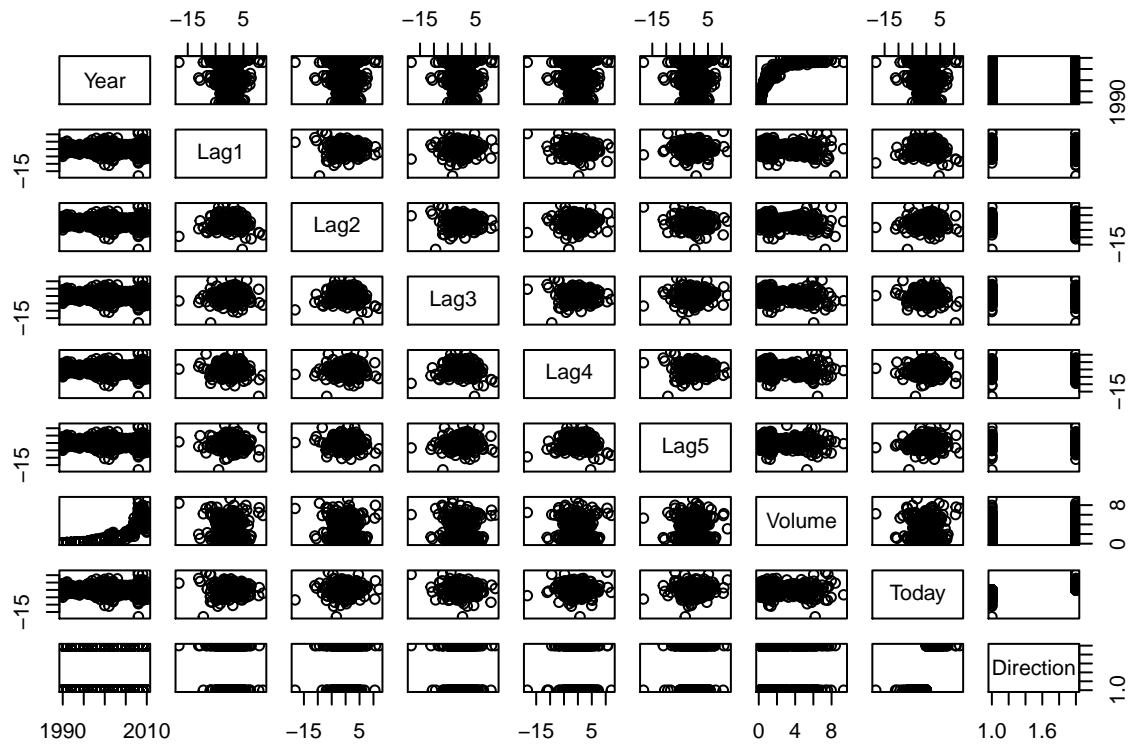 −15 5 −15 5 −15 5 −15 5
Year
1990
−15
Lag1
Lag2
−15
−15
Lag3
Lag4
−15
−15
Lag5
Volume
0 8
−15
Today
Direction
1.0
1990 2010 −15 5 −15 5 0 4 8 1.0 1.6